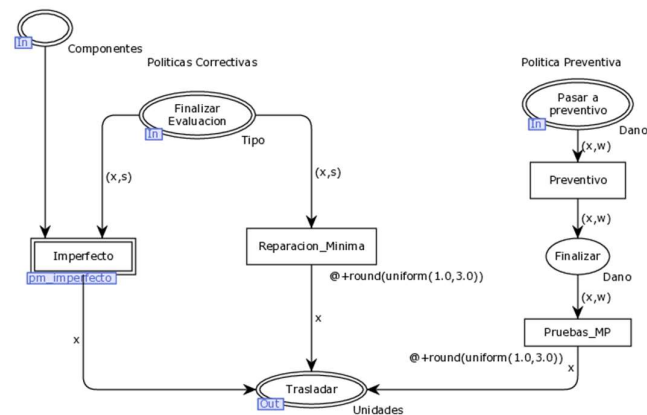 In
Componentes
Politicas Correctivas
Politica Preventiva
Finalizar
Evaluacion
In
Tipo
Pasar a
preventivo
In
Dano
(x,w)
(x,s)
(x,s)
Preventivo
(x,w)
Imperfecto
pm_imperfecto
Reparacion_Minima
@+round(uniform(1.0,3.0))
Finalizar
Dano
(x,w)
x
x
Pruebas_MP
@+round(uniform(1.0,3.0))
x
Trasladar
Out
Unidades